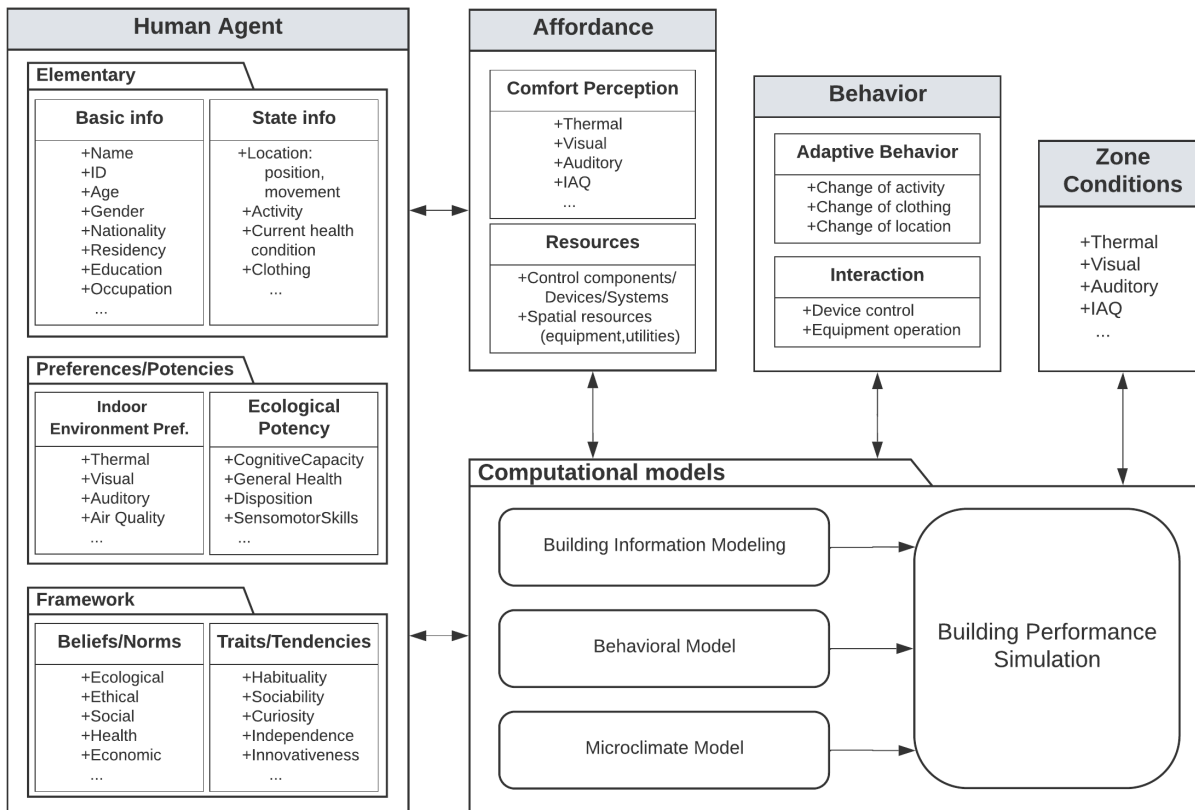 Human Agent
Elementary
Basic info
+Name
+ID
+Age
+Gender
+Nationality
+Residency
+Education
+Occupation
...
State info
+Location:
position,
movement
+Activity
+Current health
condition
+Clothing
...
Preferences/Potencies
Indoor
Environment Pref.
+Thermal
+Visual
+Auditory
+Air Quality
...
Ecological
Potency
+CognitiveCapacity
+General Health
+Disposition
+SensomotorSkills
...
Framework
Beliefs/Norms
+Ecological
+Ethical
+Social
+Health
+Economic
...
Traits/Tendencies
+Habituality
+Sociability
+Curiosity
+Independence
+Innovativeness
...
Affordance
Comfort Perception
+Thermal
+Visual
+Auditory
+IAQ
...
Resources
+Control components/
Devices/Systems
+Spatial resources
(equipment,utilities)
Behavior
Adaptive Behavior
+Change of activity
+Change of clothing
+Change of location
Interaction
+Device control
+Equipment operation
Zone
Conditions
+Thermal
+Visual
+Auditory
+IAQ
...
Computational models
Building Information Modeling
Behavioral Model
Microclimate Model
Building Performance
Simulation